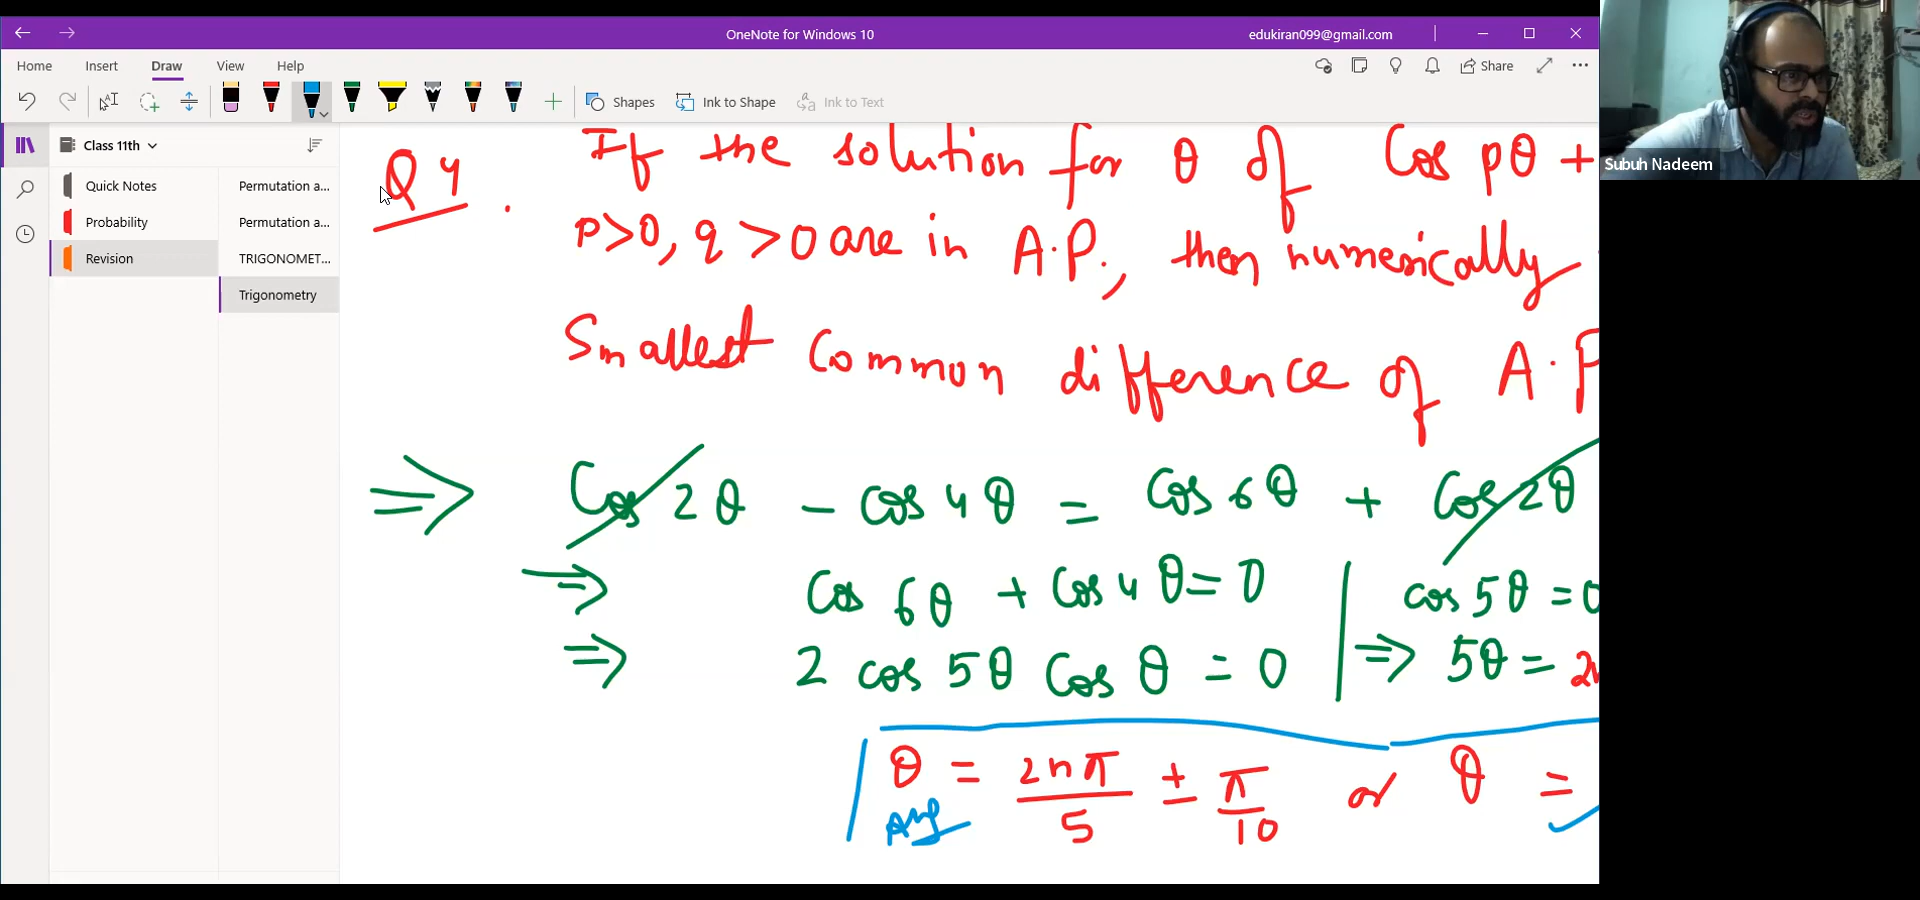 OneNote for Windows 10
edukiran099@gmail.com
Home Insert Draw View Help
Share
Shapes Ink to Shape Ink to Text
Class 11th
Quick Notes
Probability
Revision
Permutation a...
Permutation a...
TRIGONOMET...
Trigonometry
Subuh Nadeem
Q 4 . If the solution for θ of Cos pθ +
p>0, q >0 are in A.P., then numerically
Smallest Common difference of A.P
⇒ Cos 2θ - cos 4θ = cos 6θ + cos 2θ
⇒ cos 6θ + cos 4θ = 0
⇒ 2 cos 5θ cos θ = 0
cos 5θ = 0
⇒ 5θ = 2n
θ = 2nπ/5 ± π/10 or θ =
Ans